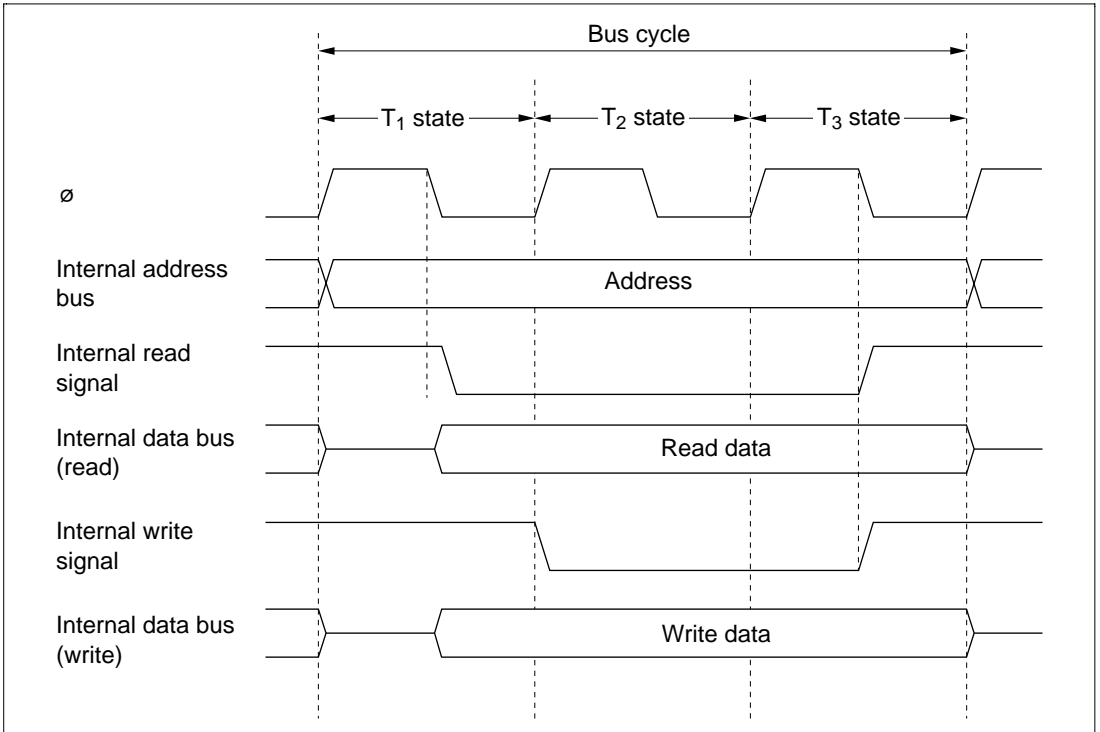 Bus cycle
T₁ state
T₂ state
T₃ state
ø
Internal address
bus
Address
Internal read
signal
Internal data bus
(read)
Read data
Internal write
signal
Internal data bus
(write)
Write data